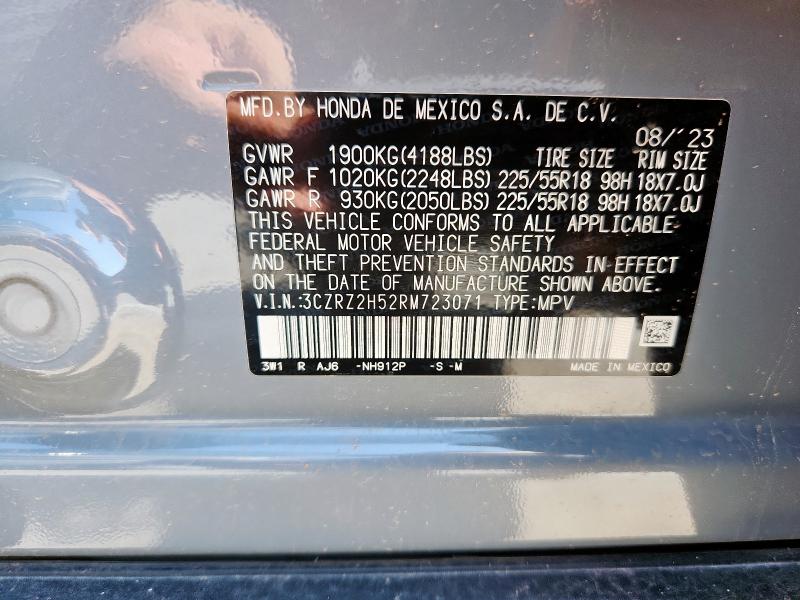 MFD.BY HONDA DE MEXICO S.A. DE C.V.
08/'23
GVWR 1900KG(4188LBS) TIRE SIZE RIM SIZE
GAWR F 1020KG(2248LBS) 225/55R18 98H 18X7.0J
GAWR R 930KG(2050LBS) 225/55R18 98H 18X7.0J
THIS VEHICLE CONFORMS TO ALL APPLICABLE
FEDERAL MOTOR VEHICLE SAFETY
AND THEFT PREVENTION STANDARDS IN EFFECT
ON THE DATE OF MANUFACTURE SHOWN ABOVE.
V.I.N.:3CZRZ2H52RM723071 TYPE:MPV
3W1 R AJ6 -NH912P -S -M MADE IN MEXICO